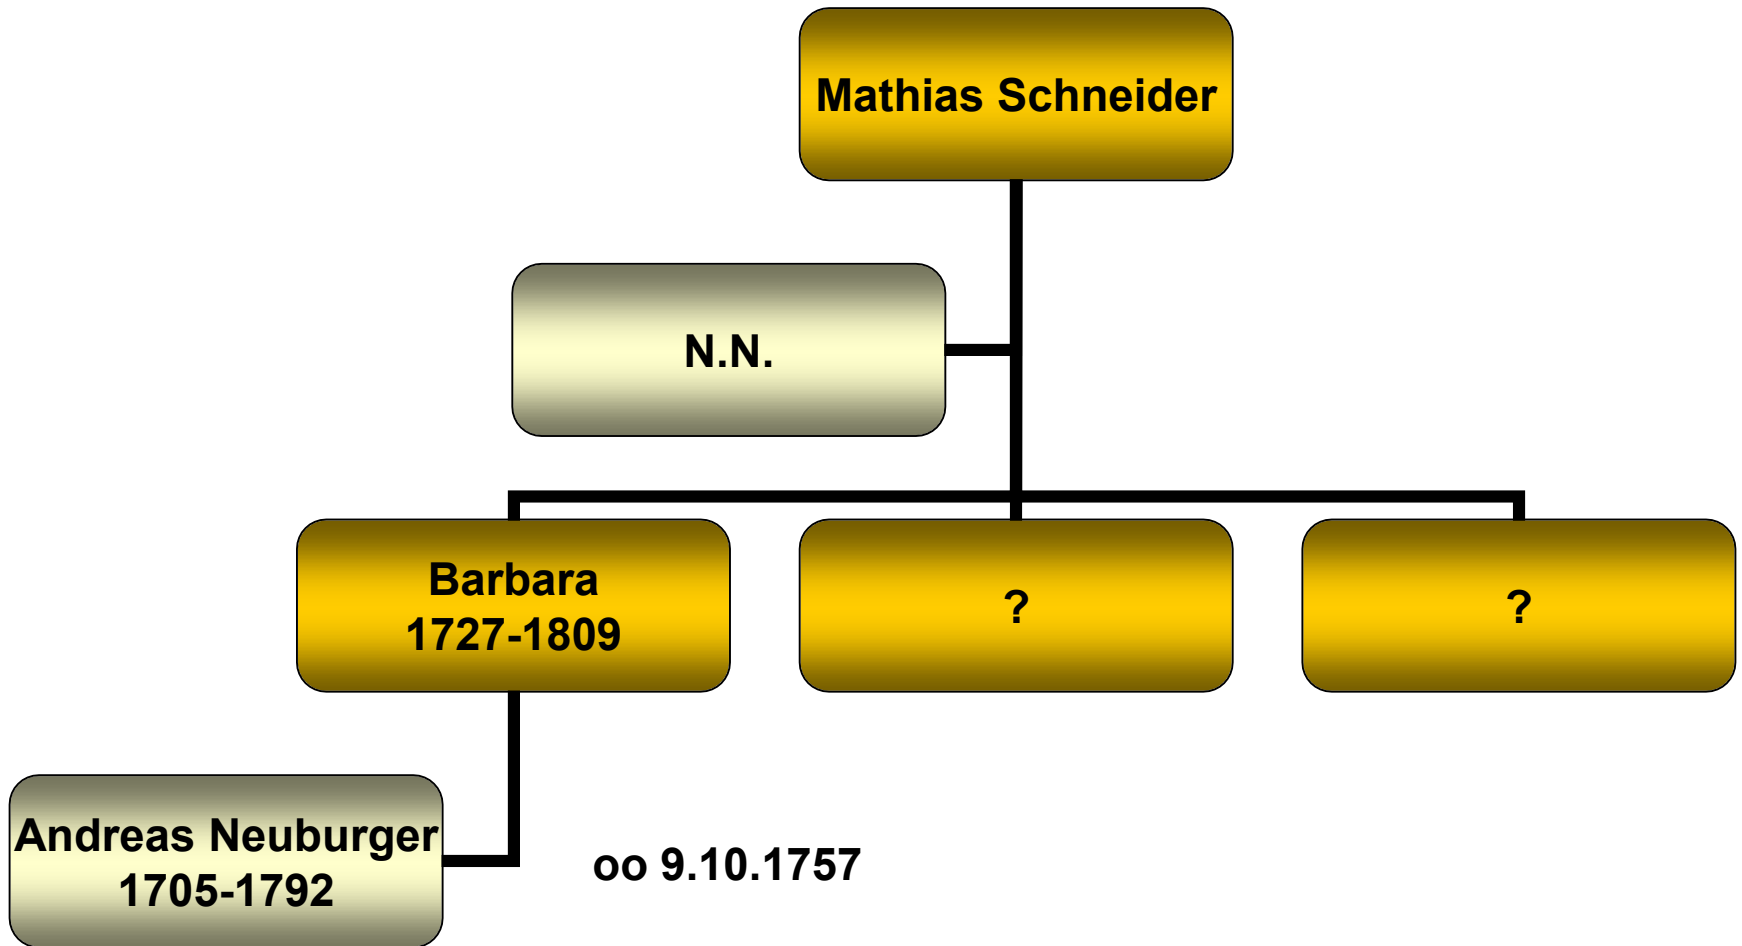 Mathias Schneider
N.N.
Barbara
1727-1809
?
?
Andreas Neuburger
1705-1792
oo 9.10.1757